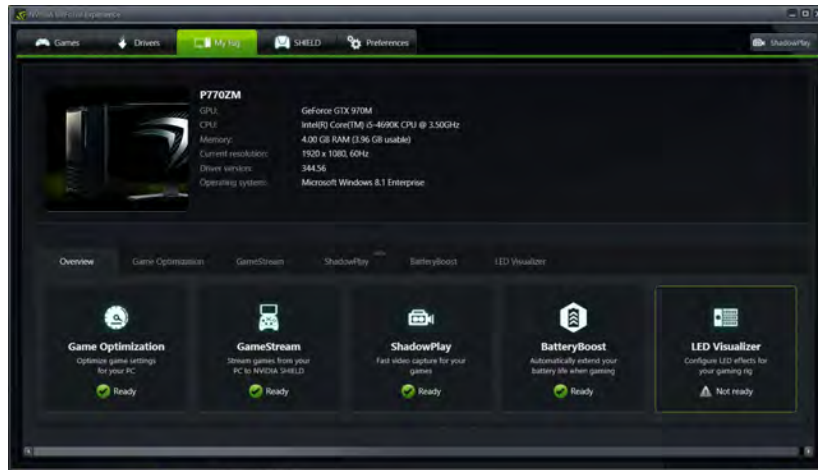 NVIDIA GeForce Experience
Games
Drivers
My Rig
SHIELD
Preferences
ShadowPlay
P770ZM
GPU: GeForce GTX 970M
CPU: Intel(R) Core(TM) i5-4690K CPU @ 3.50GHz
Memory: 4.00 GB RAM (3.96 GB usable)
Current resolution: 1920 x 1080, 60Hz
Driver version: 344.56
Operating system: Microsoft Windows 8.1 Enterprise
Overview
Game Optimization
GameStream
ShadowPlay
BatteryBoost
LED Visualizer
Game Optimization
Optimize game settings
for your PC
Ready
GameStream
Stream games from your
PC to NVIDIA SHIELD
Ready
ShadowPlay
Fast video capture for your
games
Ready
BatteryBoost
Automatically extend your
battery life when gaming
Ready
LED Visualizer
Configure LED effects for
your gaming rig
Not ready